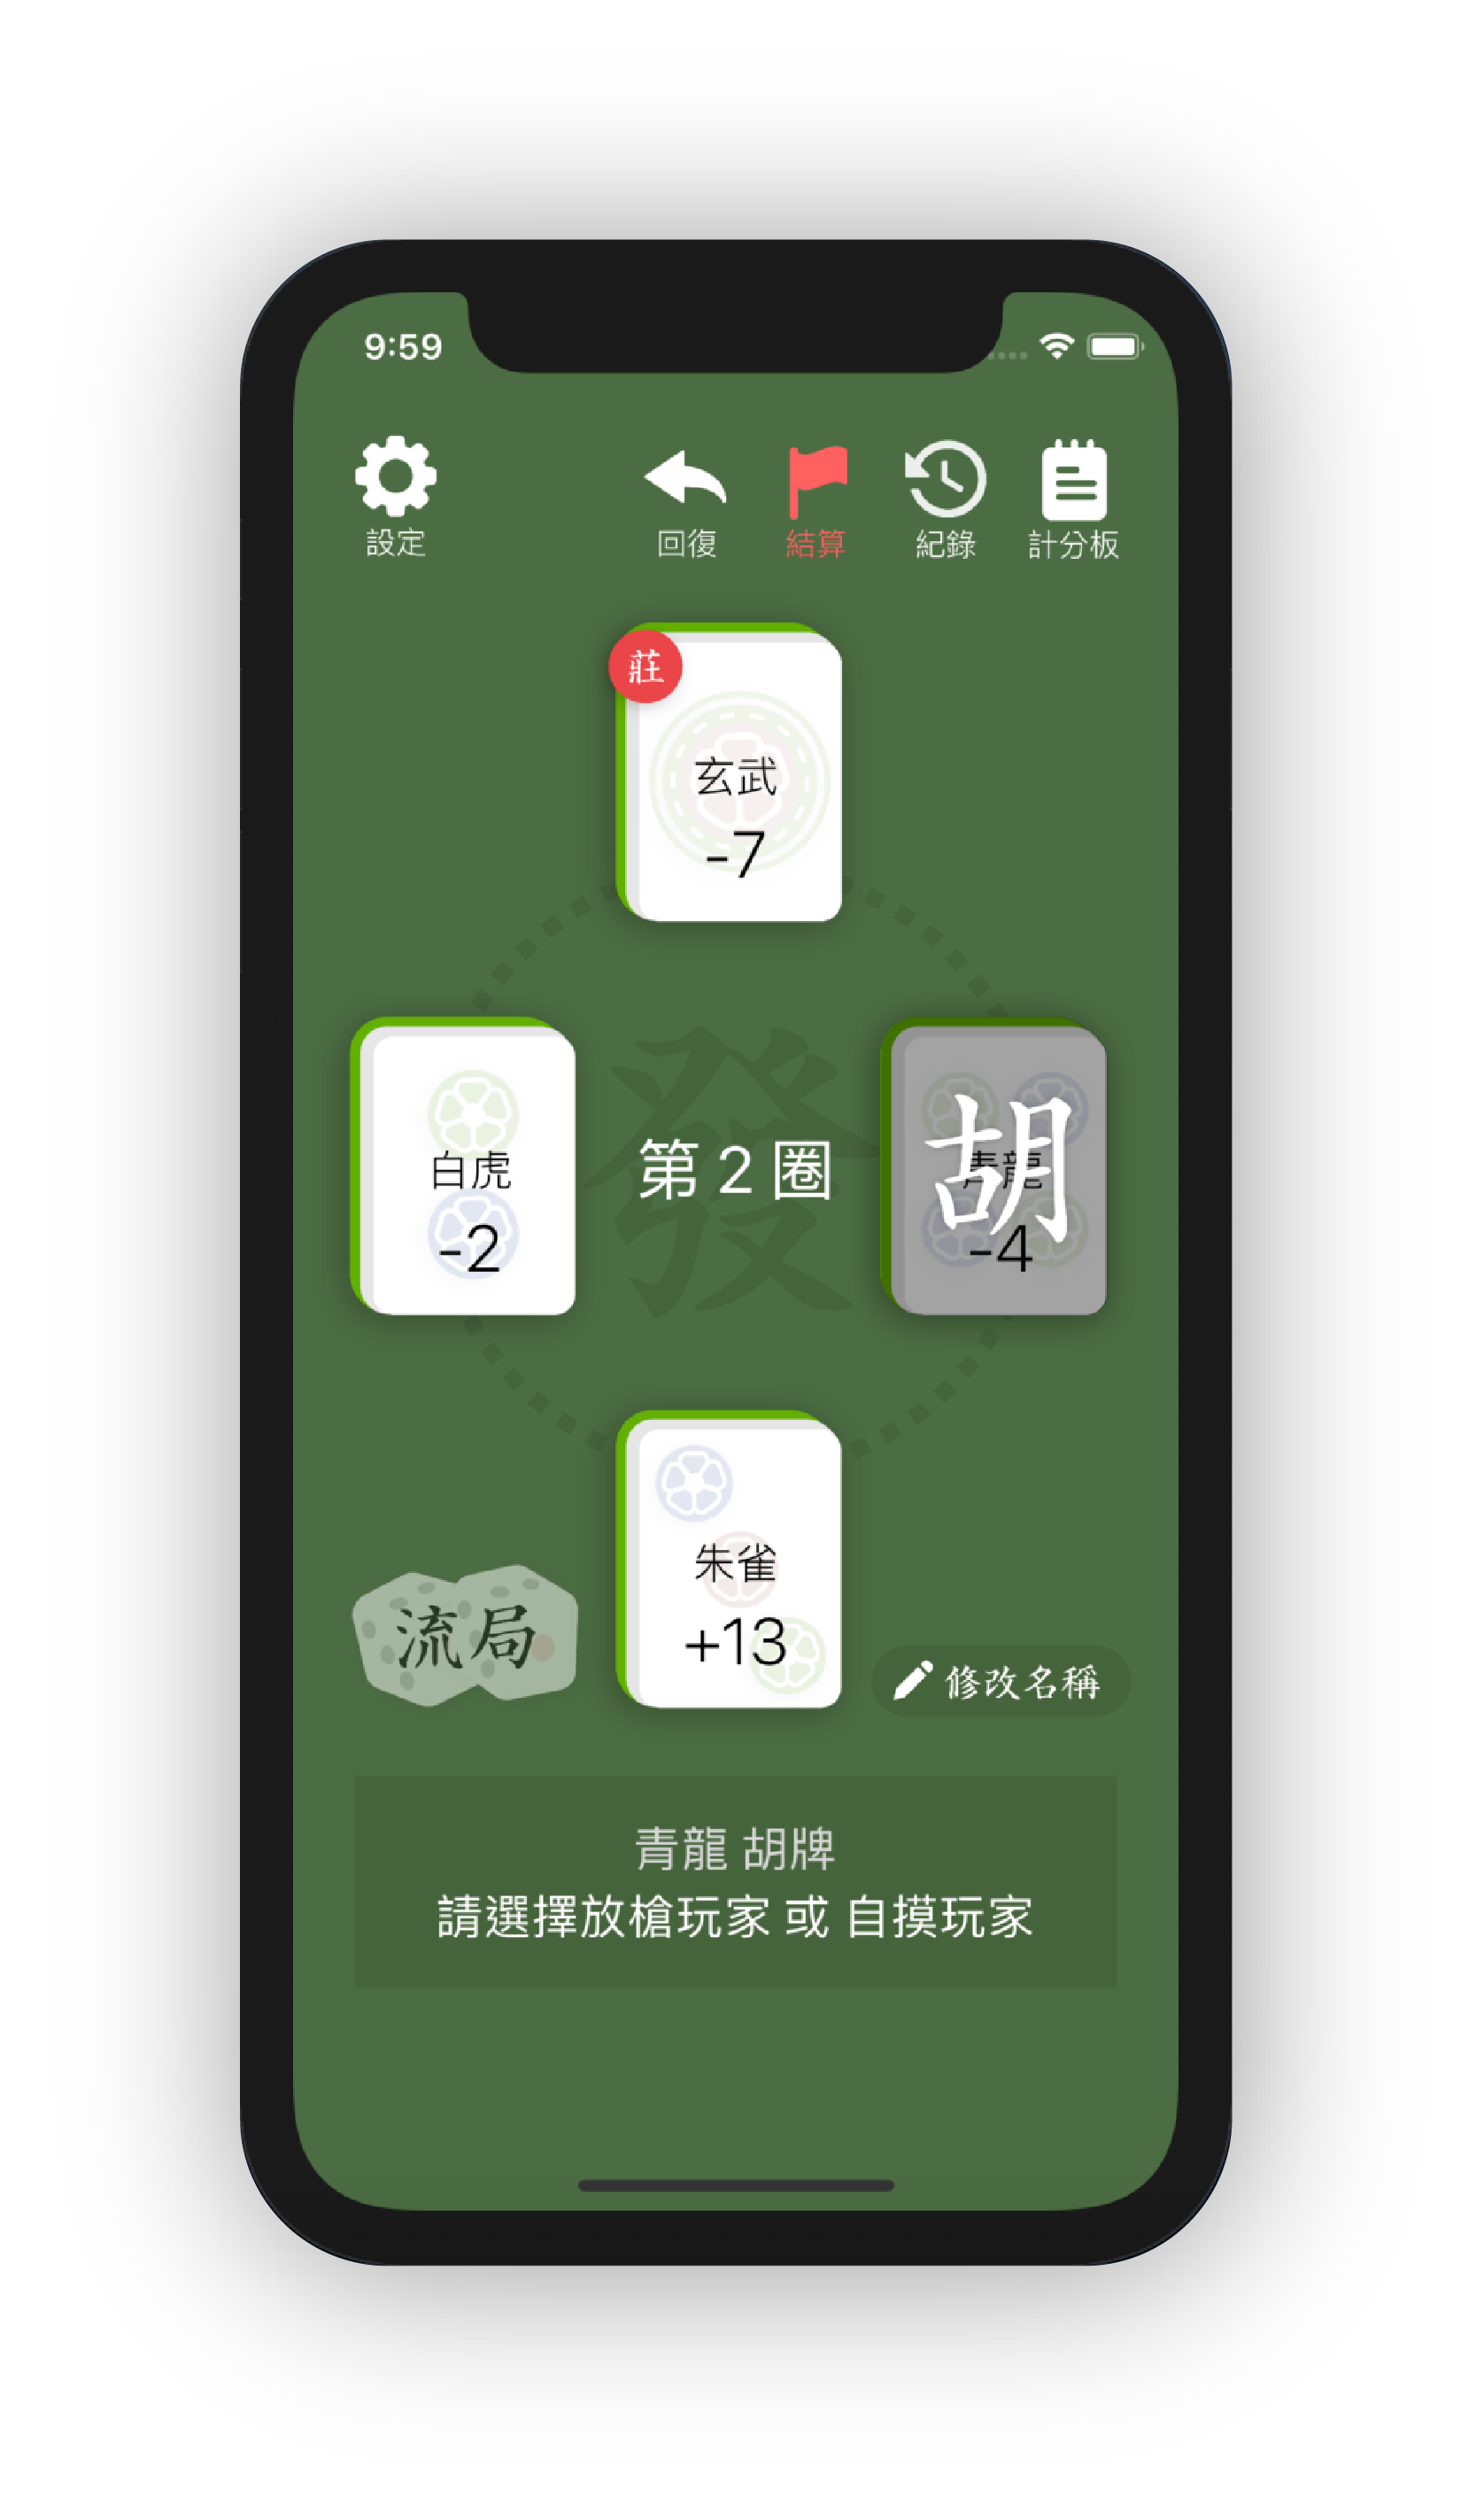 9:59
設定
回復
結算
紀錄
計分板
莊
玄武
-7
發
白虎
-2
第 2 圈
胡
青龍
-4
朱雀
+13
流局
修改名稱
青龍 胡牌
請選擇放槍玩家 或 自摸玩家